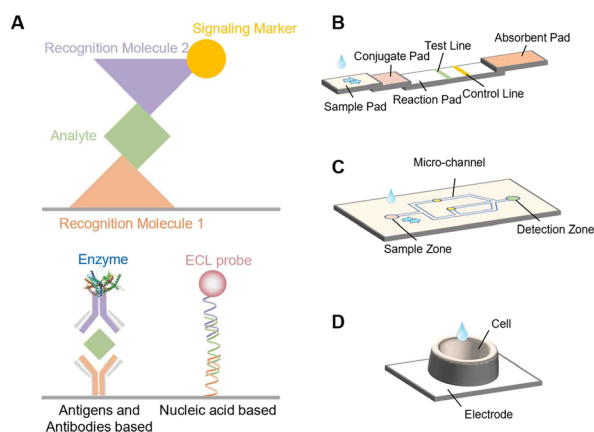 A
Signaling Marker
Recognition Molecule 2
Analyte
Recognition Molecule 1
Enzyme
ECL probe
Antigens and
Antibodies based
Nucleic acid based
B
Absorbent Pad
Test Line
Conjugate Pad
Control Line
Reaction Pad
Sample Pad
C
Micro-channel
Detection Zone
Sample Zone
D
Cell
Electrode